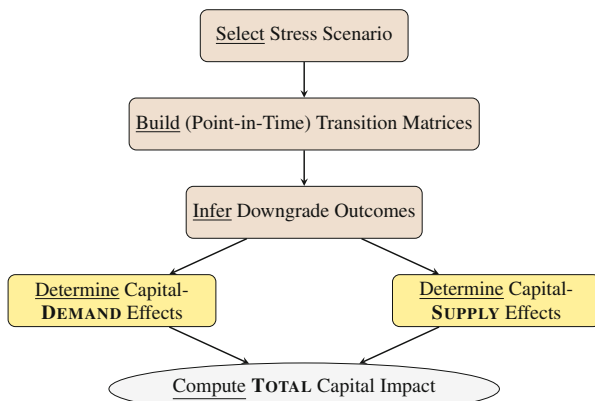 Select Stress Scenario
Build (Point-in-Time) Transition Matrices
Infer Downgrade Outcomes
Determine Capital-
DEMAND Effects
Determine Capital-
SUPPLY Effects
Compute TOTAL Capital Impact